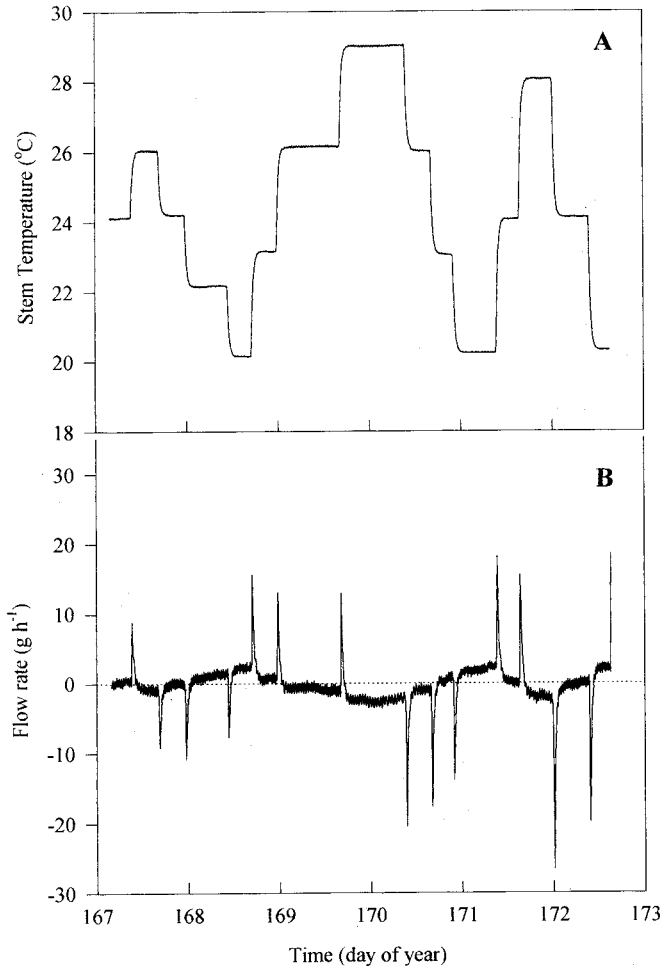 30
A
28
26
24
22
20
18
Stem Temperature (°C)
B
30
20
10
0
-10
-20
-30
Flow rate (g h⁻¹)
167 168 169 170 171 172 173
Time (day of year)